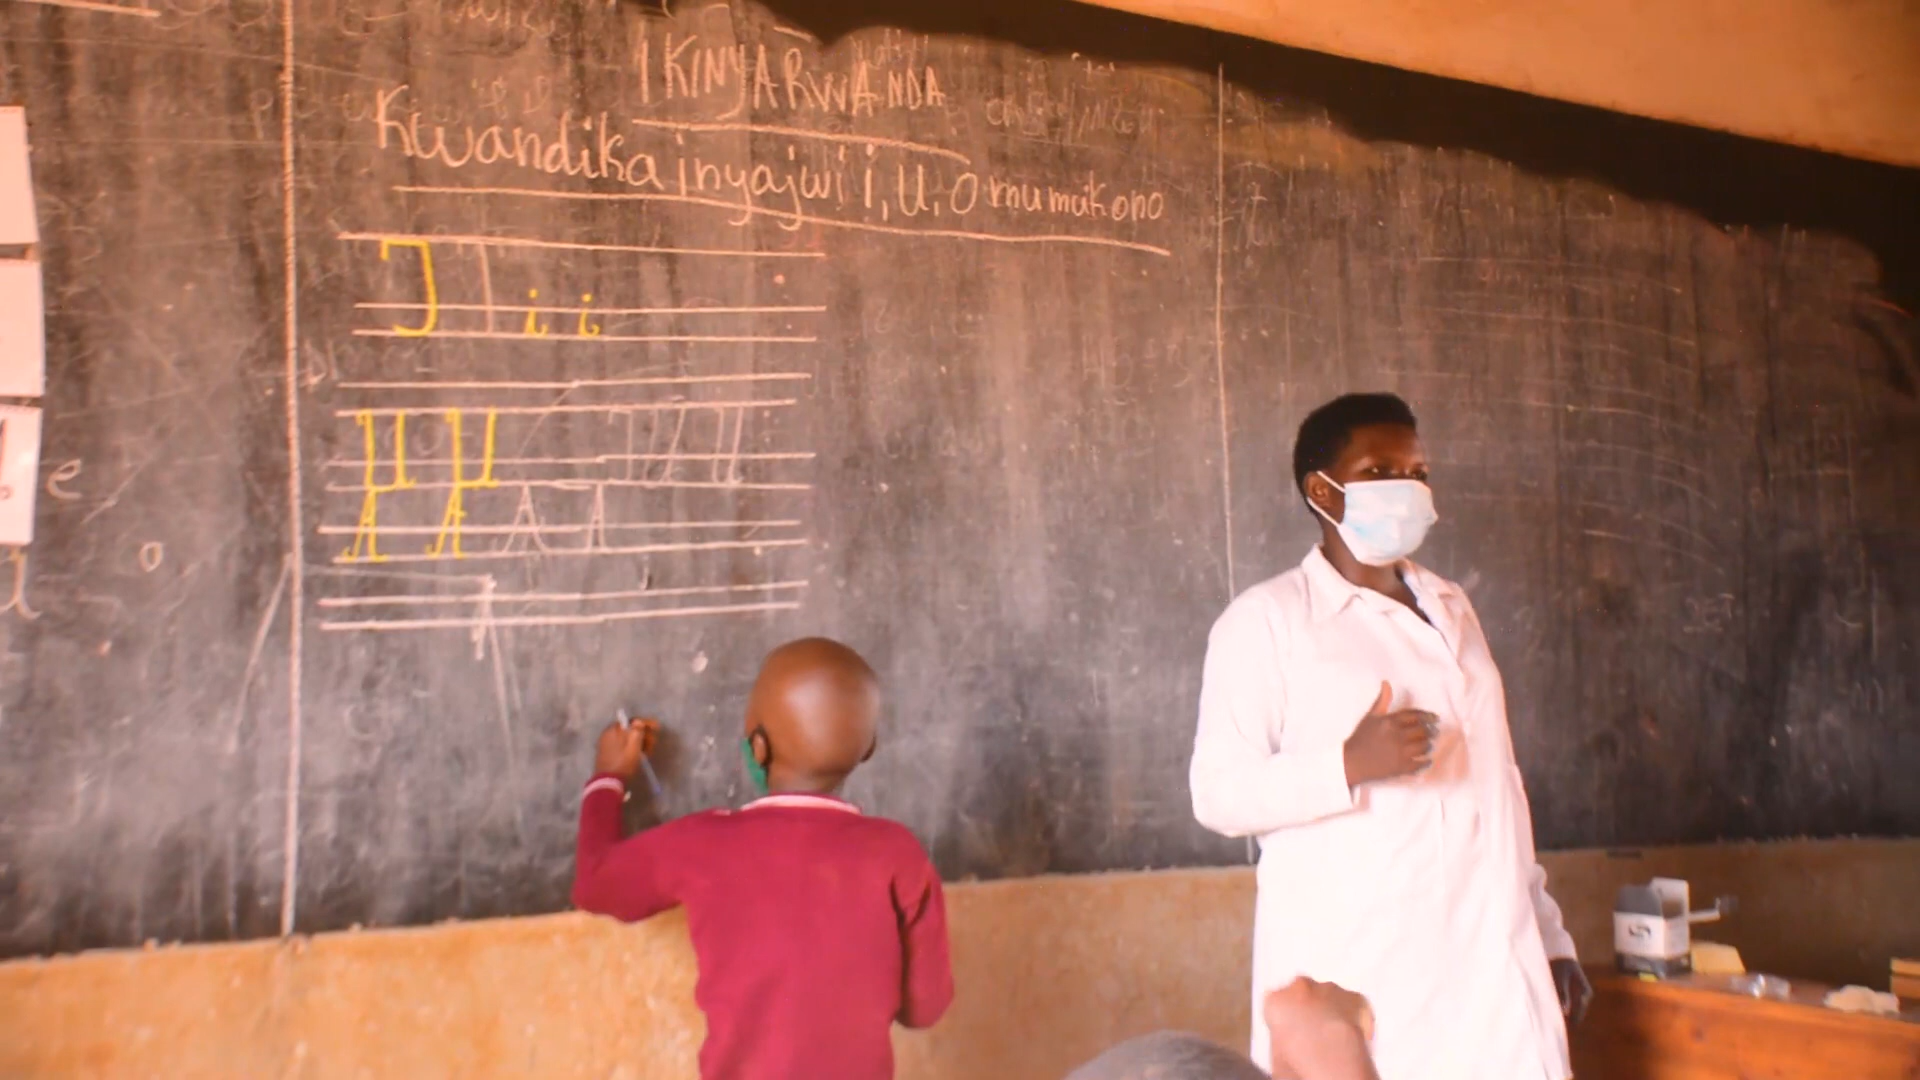 IKINYARWANDA
Kwandika inyajwi i, u, o mu mukono
I I i i
U U U U U
A A A A
e
o